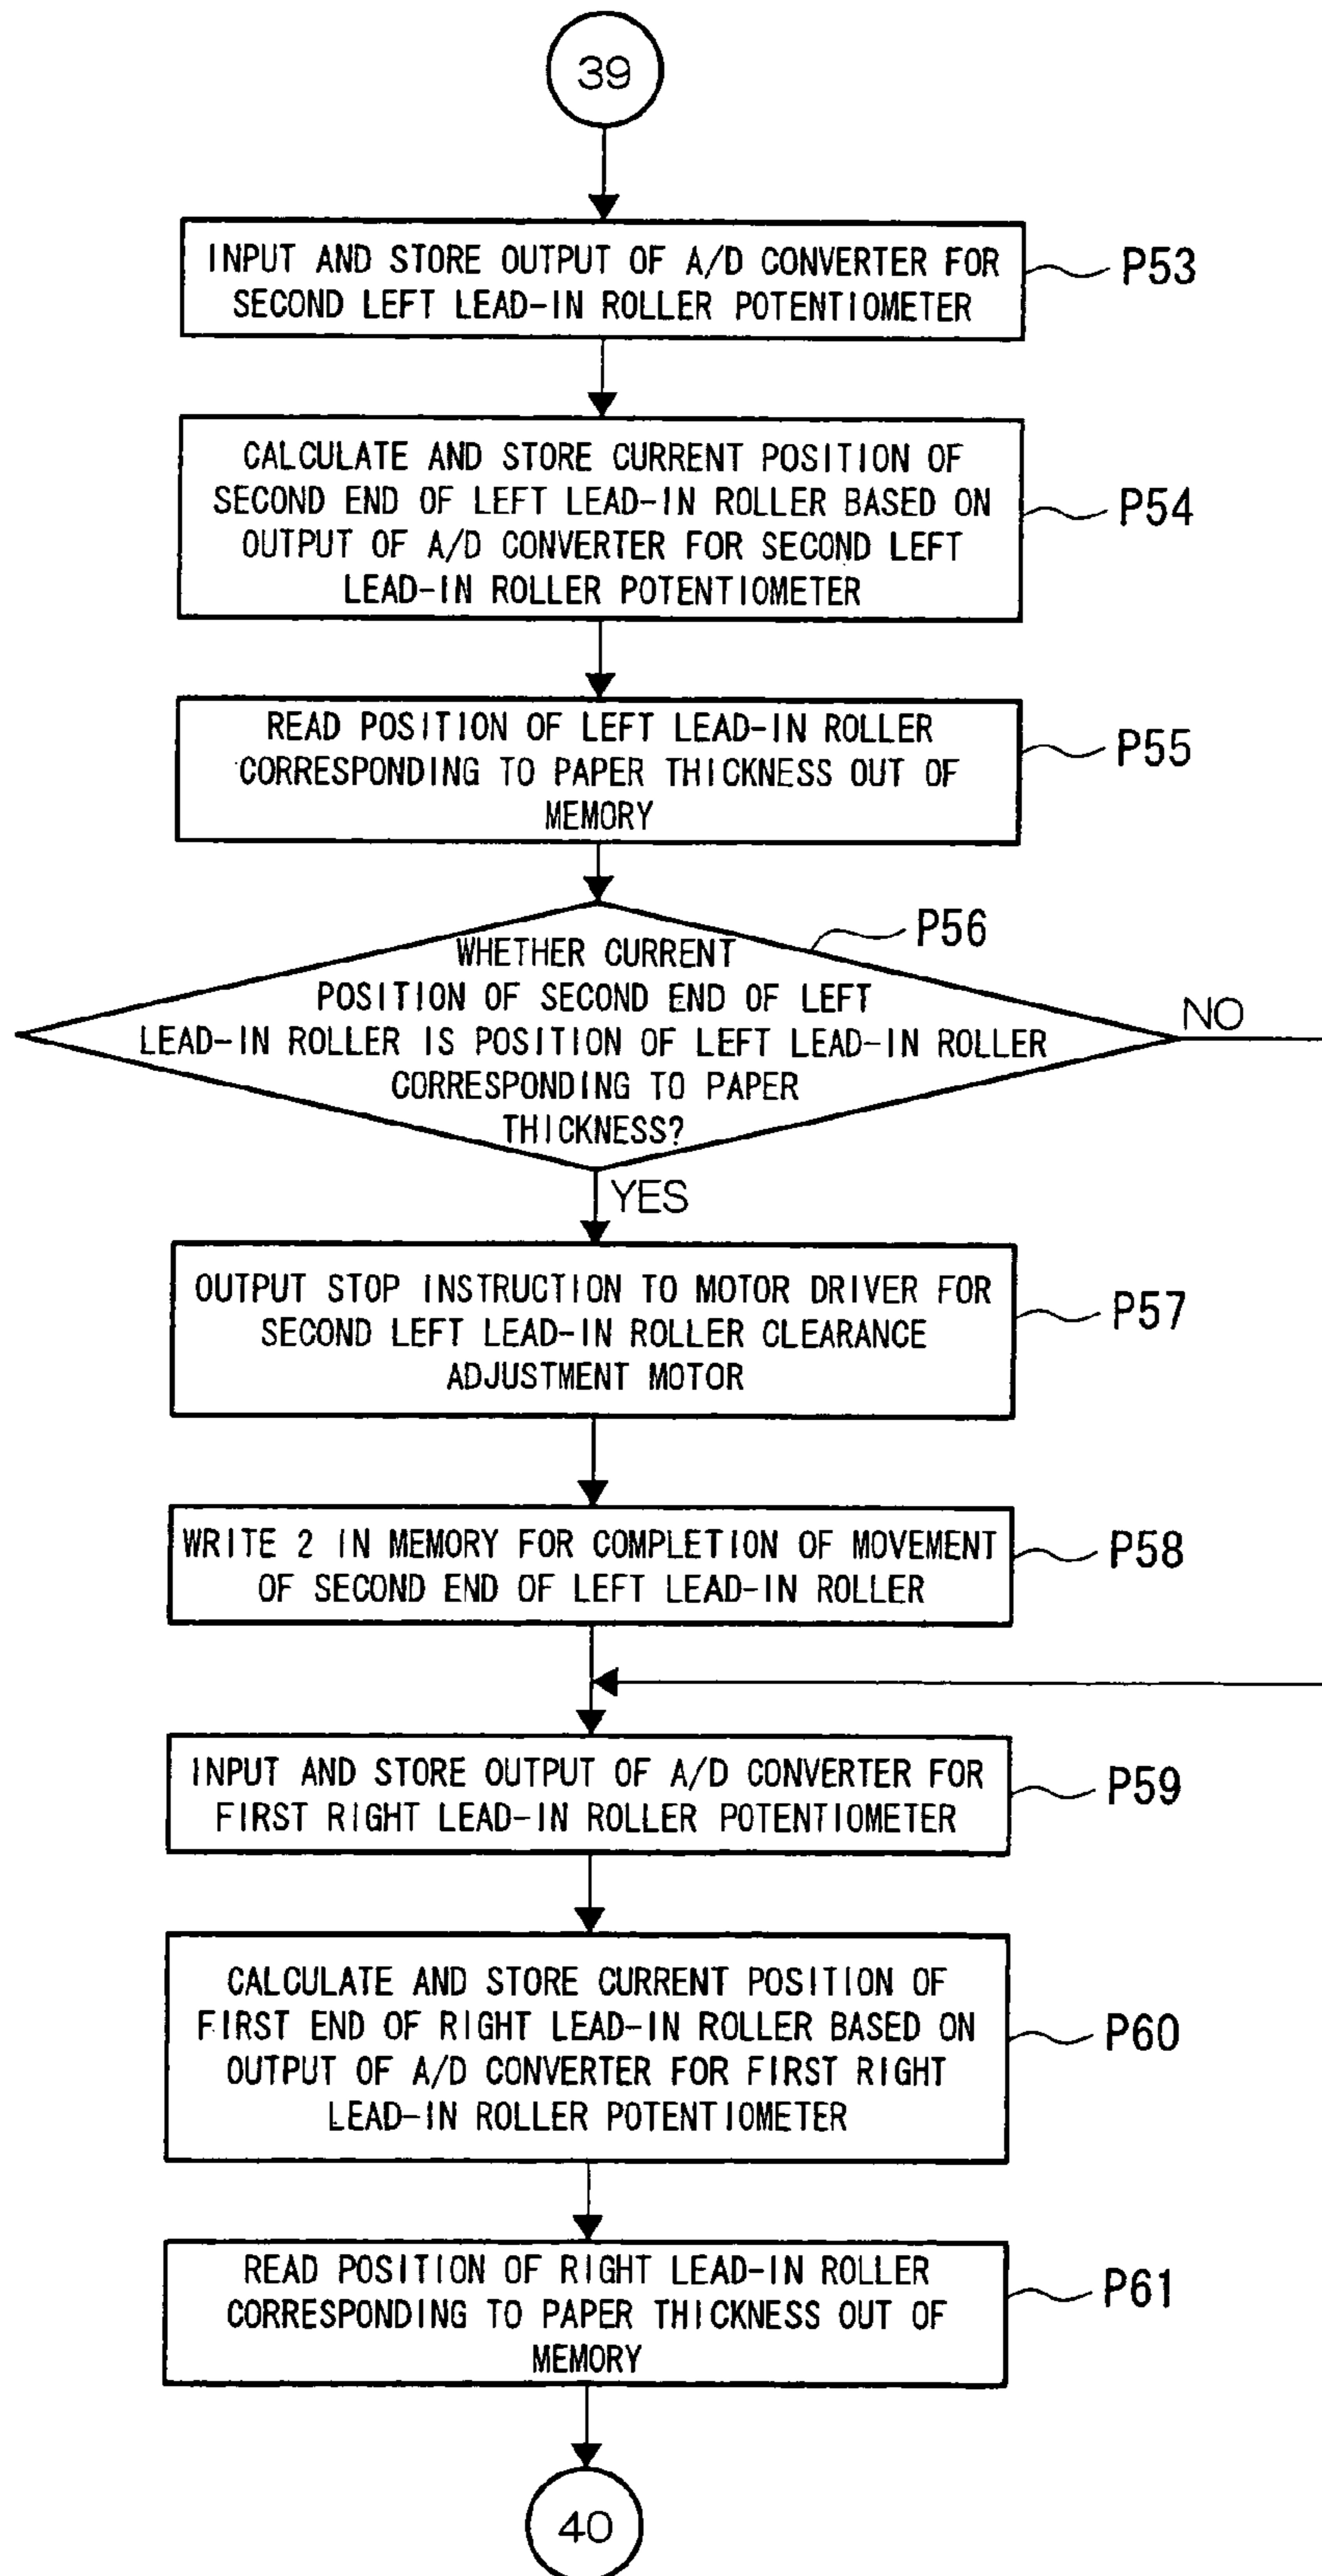 39
INPUT AND STORE OUTPUT OF A/D CONVERTER FOR
SECOND LEFT LEAD-IN ROLLER POTENTIOMETER
P53
CALCULATE AND STORE CURRENT POSITION OF
SECOND END OF LEFT LEAD-IN ROLLER BASED ON
OUTPUT OF A/D CONVERTER FOR SECOND LEFT
LEAD-IN ROLLER POTENTIOMETER
P54
READ POSITION OF LEFT LEAD-IN ROLLER
CORRESPONDING TO PAPER THICKNESS OUT OF
MEMORY
P55
P56
WHETHER CURRENT
POSITION OF SECOND END OF LEFT
LEAD-IN ROLLER IS POSITION OF LEFT LEAD-IN ROLLER
CORRESPONDING TO PAPER
THICKNESS?
NO
YES
OUTPUT STOP INSTRUCTION TO MOTOR DRIVER FOR
SECOND LEFT LEAD-IN ROLLER CLEARANCE
ADJUSTMENT MOTOR
P57
WRITE 2 IN MEMORY FOR COMPLETION OF MOVEMENT
OF SECOND END OF LEFT LEAD-IN ROLLER
P58
INPUT AND STORE OUTPUT OF A/D CONVERTER FOR
FIRST RIGHT LEAD-IN ROLLER POTENTIOMETER
P59
CALCULATE AND STORE CURRENT POSITION OF
FIRST END OF RIGHT LEAD-IN ROLLER BASED ON
OUTPUT OF A/D CONVERTER FOR FIRST RIGHT
LEAD-IN ROLLER POTENTIOMETER
P60
READ POSITION OF RIGHT LEAD-IN ROLLER
CORRESPONDING TO PAPER THICKNESS OUT OF
MEMORY
P61
40